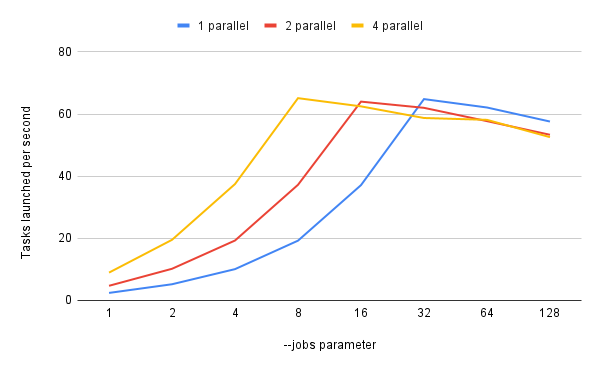 1 parallel 2 parallel 4 parallel
80
60
40
20
0
Tasks launched per second
1 2 4 8 16 32 64 128
--jobs parameter